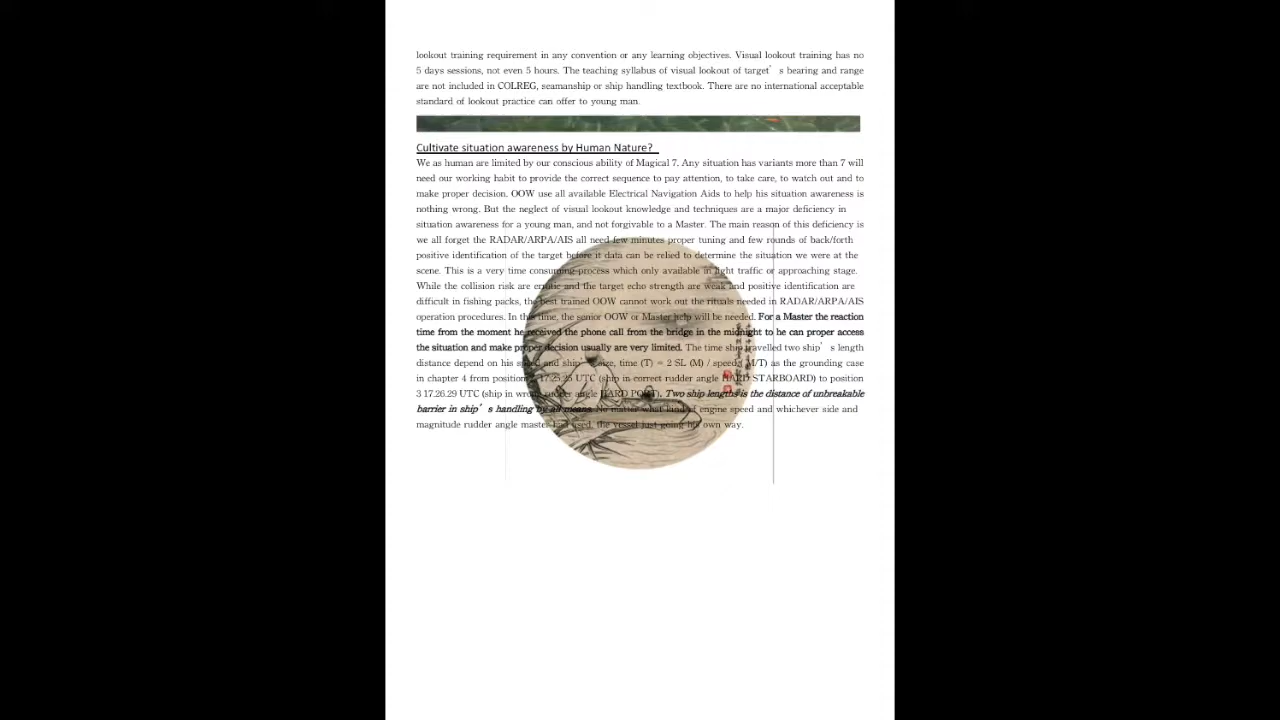 lookout training requirement in any convention or any learning objectives. Visual lookout training has no
5 days sessions, not even 5 hours. The teaching syllabus of visual lookout of target’s bearing and range
are not included in COLREG, seamanship or ship handling textbook. There are no international acceptable
standard of lookout practice can offer to young man.
Cultivate situation awareness by Human Nature?
We as human are limited by our conscious ability of Magical 7. Any situation has variants more than 7 will
need our working habit to provide the correct sequence to pay attention, to take care, to watch out and to
make proper decision. OOW use all available Electrical Navigation Aids to help his situation awareness is
nothing wrong. But the neglect of visual lookout knowledge and techniques are a major deficiency in
situation awareness for a young man, and not forgivable to a Master. The main reason of this deficiency is
we all forget the RADAR/ARPA/AIS all need few minutes proper tuning and few rounds of back/forth
positive identification of the target before it data can be relied to determine the situation we were at the
scene. This is a very time consuming process which only available in light traffic or approaching stage.
While the collision risk are erratic and the target echo strength are weak and positive identification are
difficult in fishing packs, the best trained OOW cannot work out the rituals needed in RADAR/ARPA/AIS
operation procedures. In this time, the senior OOW or Master help will be needed. For a Master the reaction
time from the moment he received the phone call from the bridge in the midnight to he can proper access
the situation and make proper decision usually are very limited. The time ship travelled two ship’s length
distance depend on his speed and ship size, time (T) = 2 SL (M) / speed M/T) as the grounding case
in chapter 4 from position 17.25.25 UTC (ship in correct rudder angle HARD STARBOARD) to position
3 17.26.29 UTC (ship in wrong rudder angle HARD PORT). Two ship lengths is the distance of unbreakable
barrier in ship’s handling by all means. No matter what kind of engine speed and whichever side and
magnitude rudder angle master had used, the vessel just going his own way.